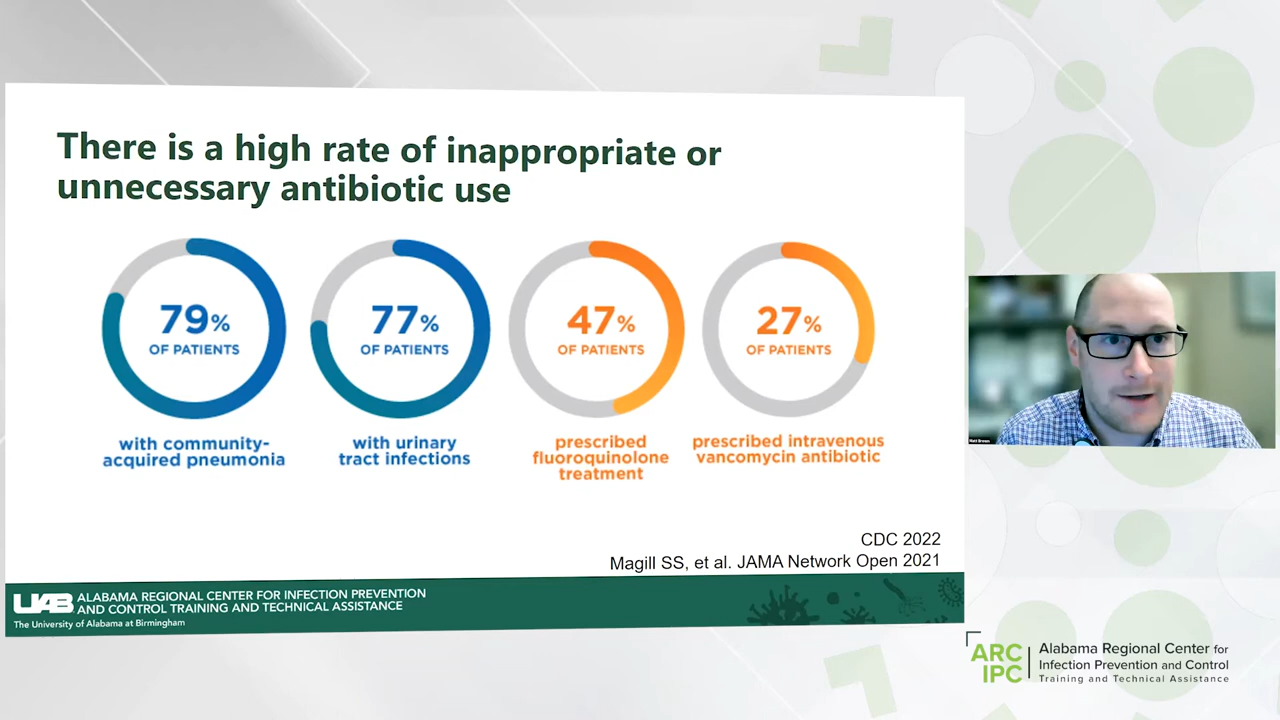 There is a high rate of inappropriate or
unnecessary antibiotic use
79%
OF PATIENTS
with community-
acquired pneumonia
77%
OF PATIENTS
with urinary
tract infections
47%
OF PATIENTS
prescribed
fluoroquinolone
treatment
27%
OF PATIENTS
prescribed intravenous
vancomycin antibiotic
CDC 2022
Magill SS, et al. JAMA Network Open 2021
UAB ALABAMA REGIONAL CENTER FOR INFECTION PREVENTION
AND CONTROL TRAINING AND TECHNICAL ASSISTANCE
The University of Alabama at Birmingham
Matt Brown
ARC
IPC
Alabama Regional Center for
Infection Prevention and Control
Training and Technical Assistance